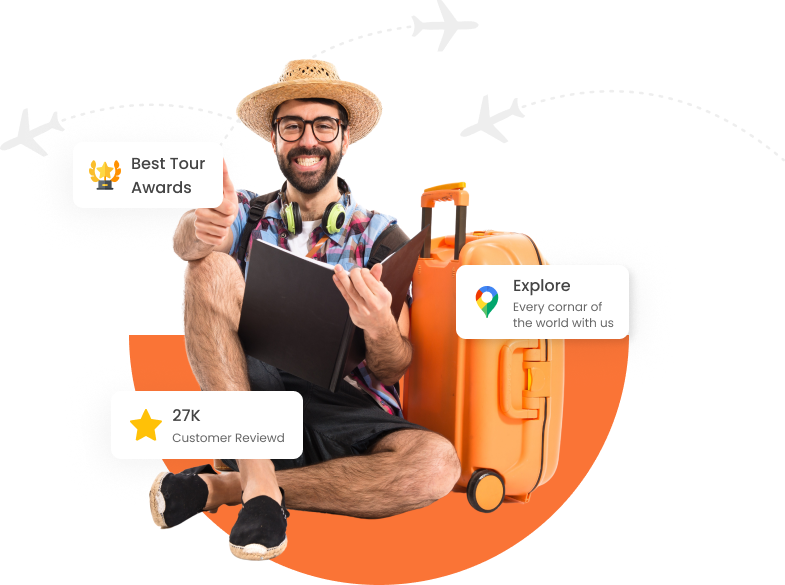 Best Tour
Awards
Explore
Every cornar of
the world with us
27K
Customer Reviewd